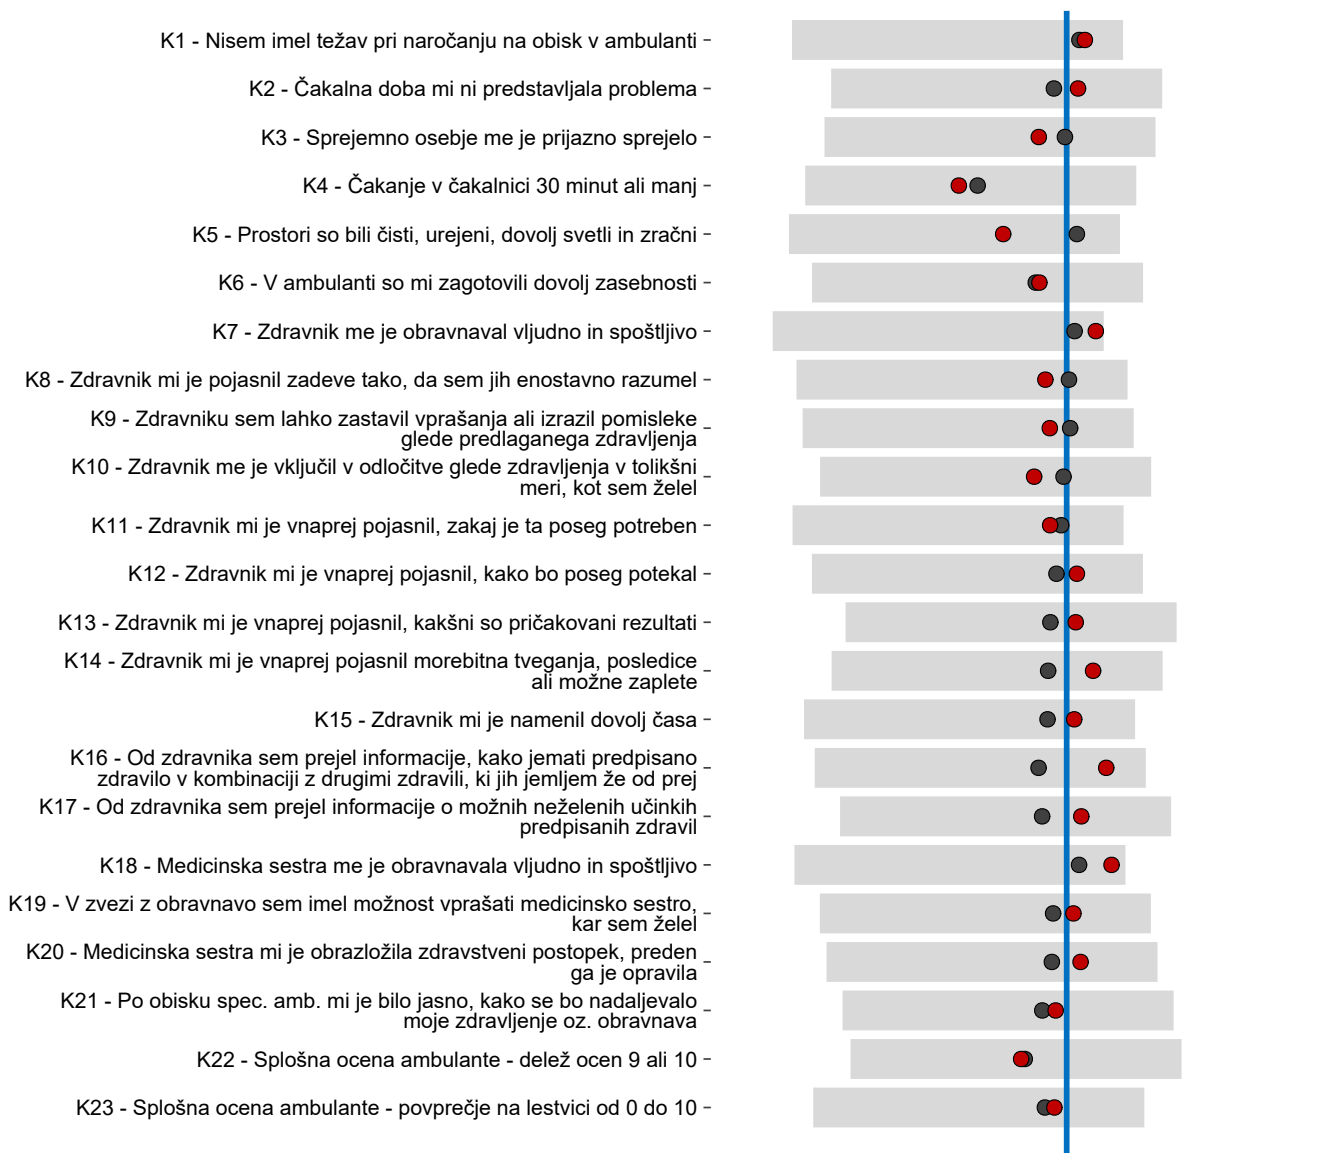 K1 - Nisem imel težav pri naročanju na obisk v ambulanti
K2 - Čakalna doba mi ni predstavljala problema
K3 - Sprejemno osebje me je prijazno sprejelo
K4 - Čakanje v čakalnici 30 minut ali manj
K5 - Prostori so bili čisti, urejeni, dovolj svetli in zračni
K6 - V ambulanti so mi zagotovili dovolj zasebnosti
K7 - Zdravnik me je obravnaval vljudno in spoštljivo
K8 - Zdravnik mi je pojasnil zadeve tako, da sem jih enostavno razumel
K9 - Zdravniku sem lahko zastavil vprašanja ali izrazil pomisleke
glede predlaganega zdravljenja
K10 - Zdravnik me je vključil v odločitve glede zdravljenja v tolikšni
meri, kot sem želel
K11 - Zdravnik mi je vnaprej pojasnil, zakaj je ta poseg potreben
K12 - Zdravnik mi je vnaprej pojasnil, kako bo poseg potekal
K13 - Zdravnik mi je vnaprej pojasnil, kakšni so pričakovani rezultati
K14 - Zdravnik mi je vnaprej pojasnil morebitna tveganja, posledice
ali možne zaplete
K15 - Zdravnik mi je namenil dovolj časa
K16 - Od zdravnika sem prejel informacije, kako jemati predpisano
zdravilo v kombinaciji z drugimi zdravili, ki jih jemljem že od prej
K17 - Od zdravnika sem prejel informacije o možnih neželenih učinkih
predpisanih zdravil
K18 - Medicinska sestra me je obravnavala vljudno in spoštljivo
K19 - V zvezi z obravnavo sem imel možnost vprašati medicinsko sestro,
kar sem želel
K20 - Medicinska sestra mi je obrazložila zdravstveni postopek, preden
ga je opravila
K21 - Po obisku spec. amb. mi je bilo jasno, kako se bo nadaljevalo
moje zdravljenje oz. obravnava
K22 - Splošna ocena ambulante - delež ocen 9 ali 10
K23 - Splošna ocena ambulante - povprečje na lestvici od 0 do 10